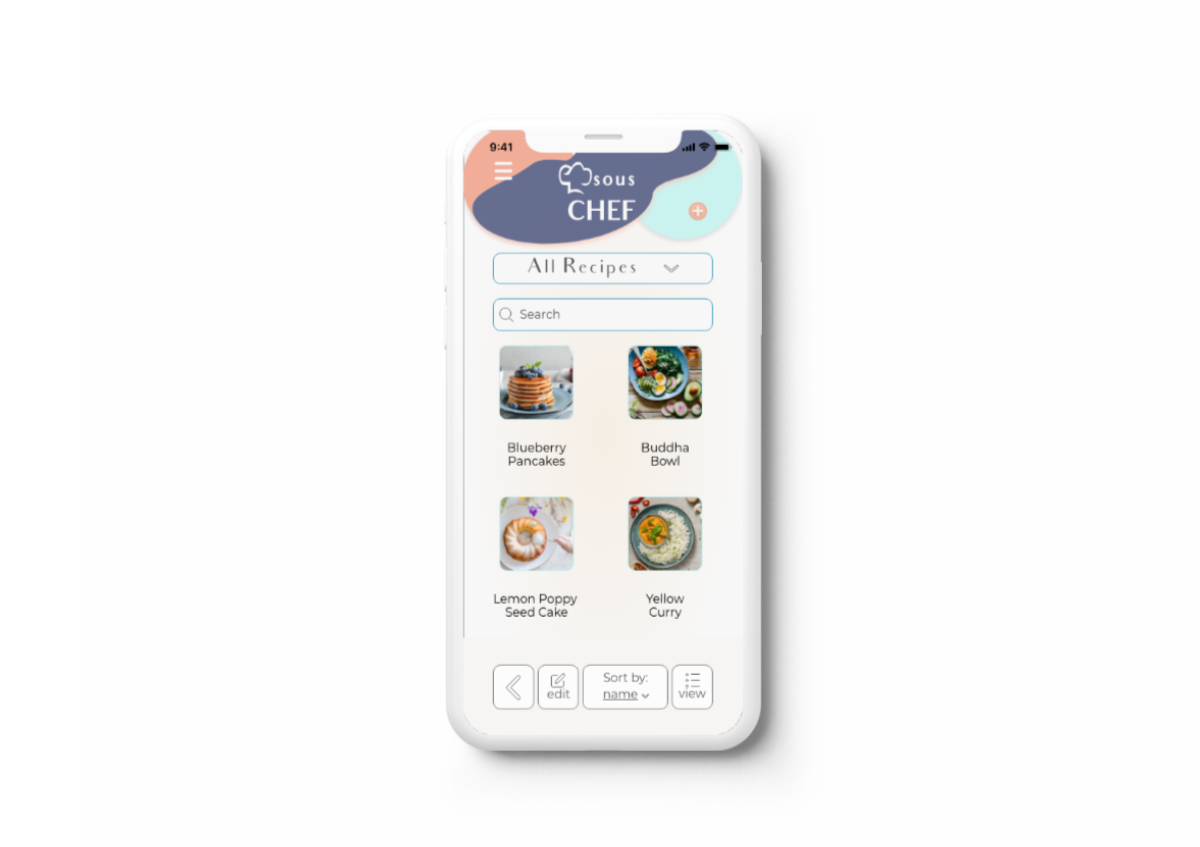 9:41
sous
CHEF
All Recipes
Search
Blueberry
Pancakes
Buddha
Bowl
Lemon Poppy
Seed Cake
Yellow
Curry
edit
Sort by:
name
view